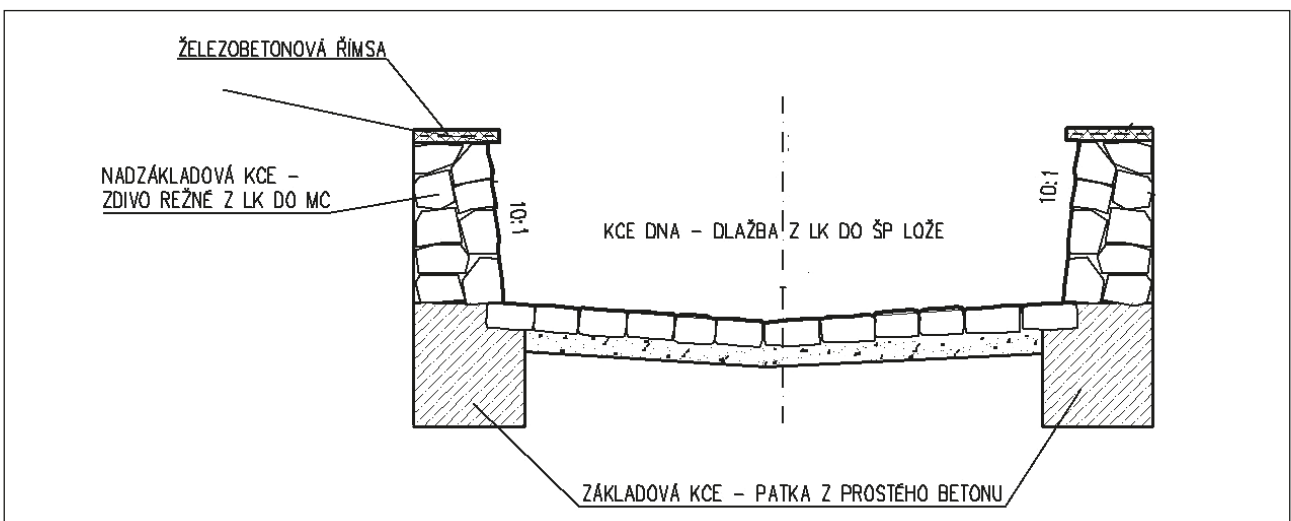 ŽELEZOBETONOVÁ ŘÍMSA
NADZÁKLADOVÁ KCE –
ZDIVO REŽNÉ Z LK DO MC
10:1
KCE DNA – DLAŽBA Z LK DO ŠP LOŽE
10:1
ZÁKLADOVÁ KCE – PATKA Z PROSTÉHO BETONU